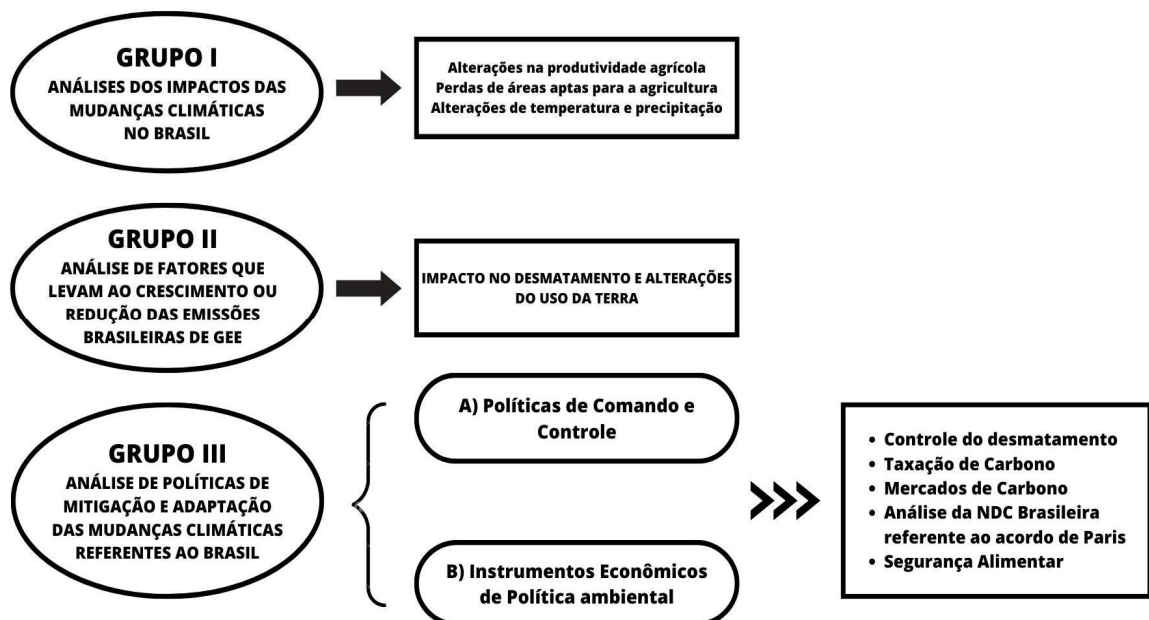 GRUPO I
ANÁLISES DOS IMPACTOS DAS
MUDANÇAS CLIMÁTICAS
NO BRASIL
Alterações na produtividade agrícola
Perdas de áreas aptas para a agricultura
Alterações de temperatura e precipitação
GRUPO II
ANÁLISE DE FATORES QUE
LEVAM AO CRESCIMENTO OU
REDUÇÃO DAS EMISSÕES
BRASILEIRAS DE GEE
IMPACTO NO DESMATAMENTO E ALTERAÇÕES
DO USO DA TERRA
GRUPO III
ANÁLISE DE POLÍTICAS DE
MITIGAÇÃO E ADAPTAÇÃO
DAS MUDANÇAS CLIMÁTICAS
REFERENTES AO BRASIL
A) Políticas de Comando e
Controle
B) Instrumentos Econômicos
de Política ambiental
• Controle do desmatamento
• Taxação de Carbono
• Mercados de Carbono
• Análise da NDC Brasileira
referente ao acordo de Paris
• Segurança Alimentar